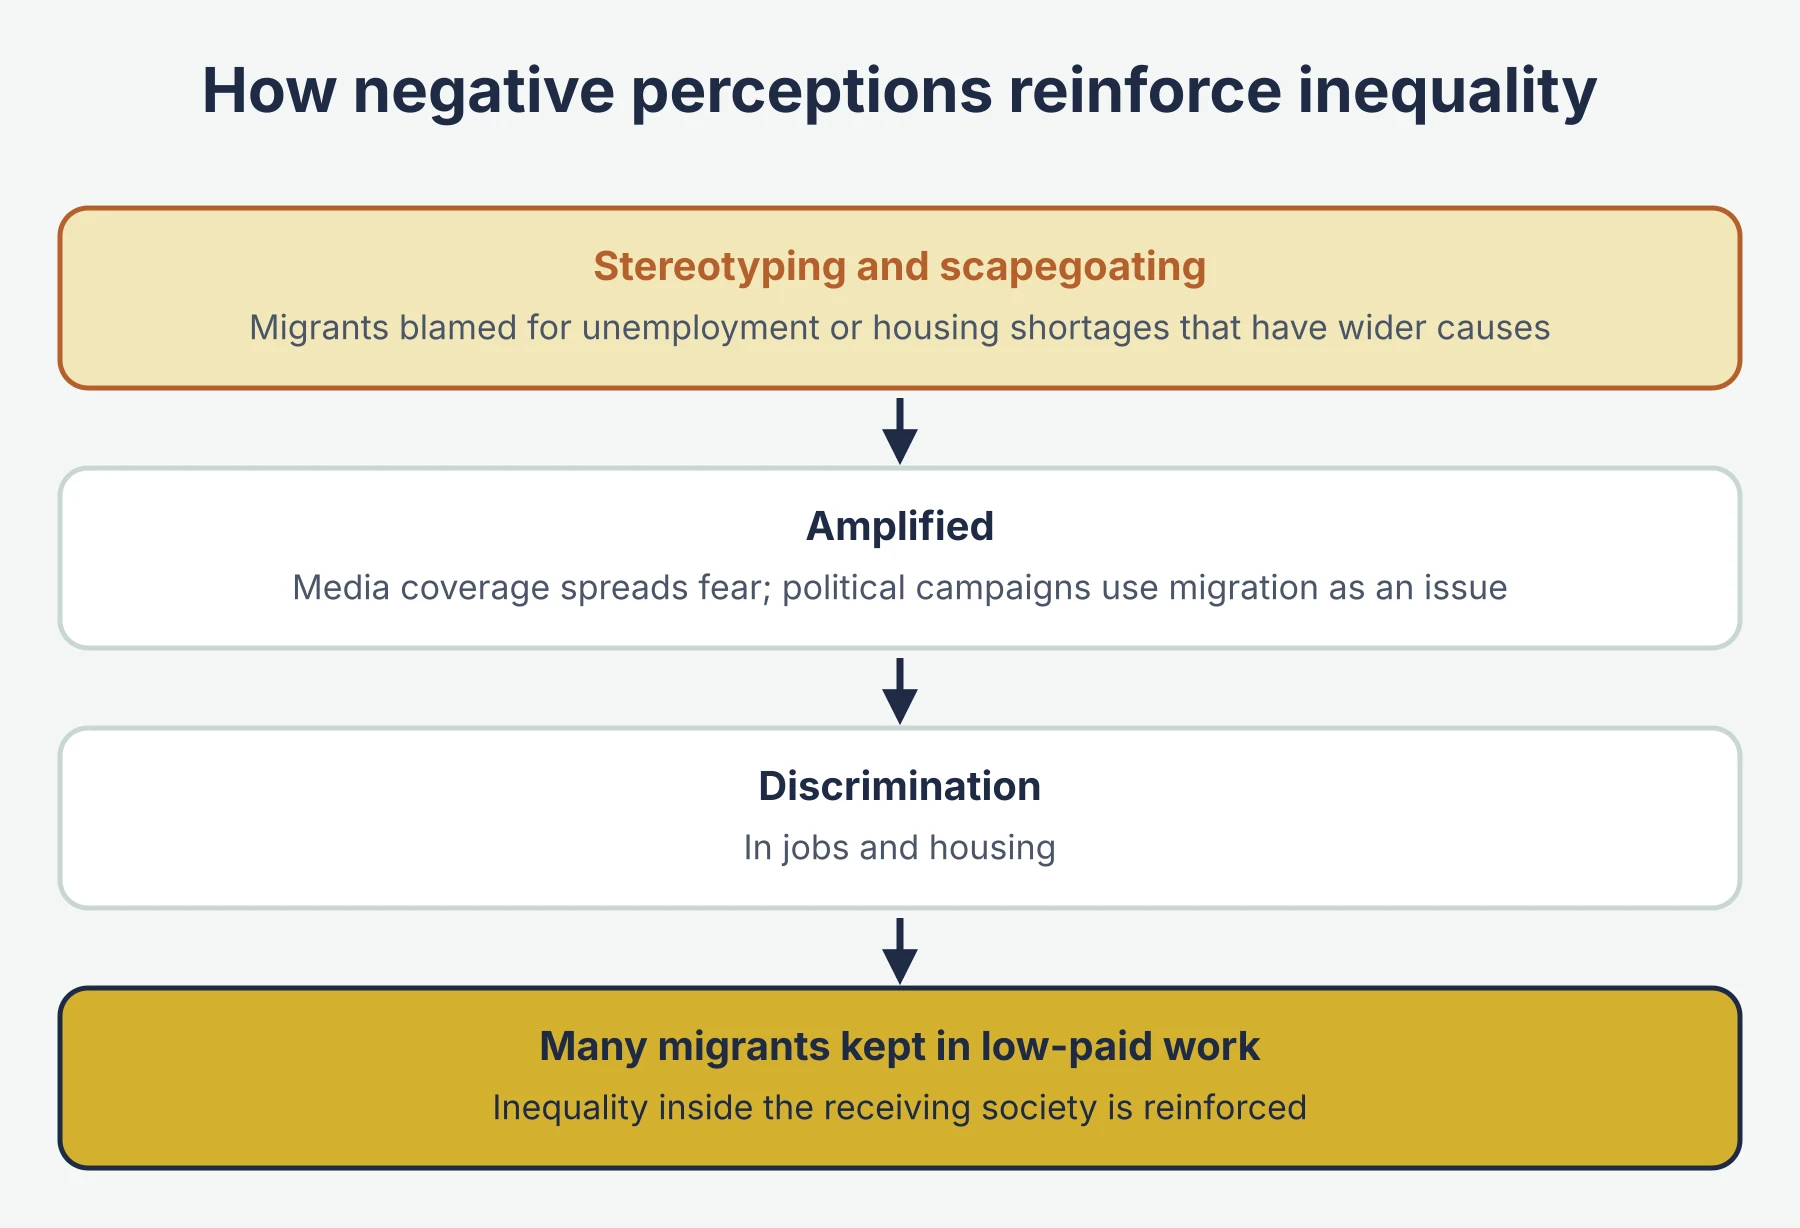 How negative perceptions reinforce inequality
Stereotyping and scapegoating
Migrants blamed for unemployment or housing shortages that have wider causes
Amplified
Media coverage spreads fear; political campaigns use migration as an issue
Discrimination
In jobs and housing
Many migrants kept in low-paid work
Inequality inside the receiving society is reinforced